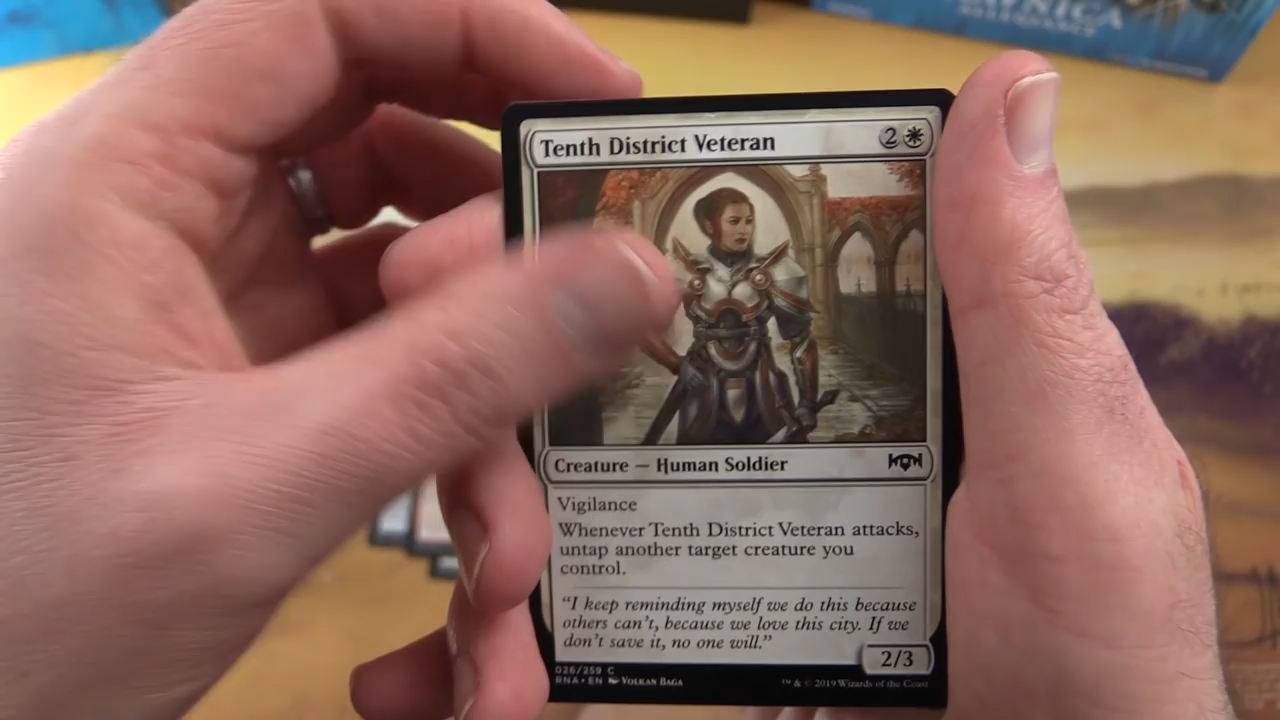 Tenth District Veteran 2
Creature — Human Soldier
Vigilance
Whenever Tenth District Veteran attacks,
untap another target creature you
control.
“I keep reminding myself we do this because
others can’t, because we love this city. If we
don’t save it, no one will.”
2/3
026/259 C
RNA • EN Volkan Baga
™ & © 2019 Wizards of the Coast